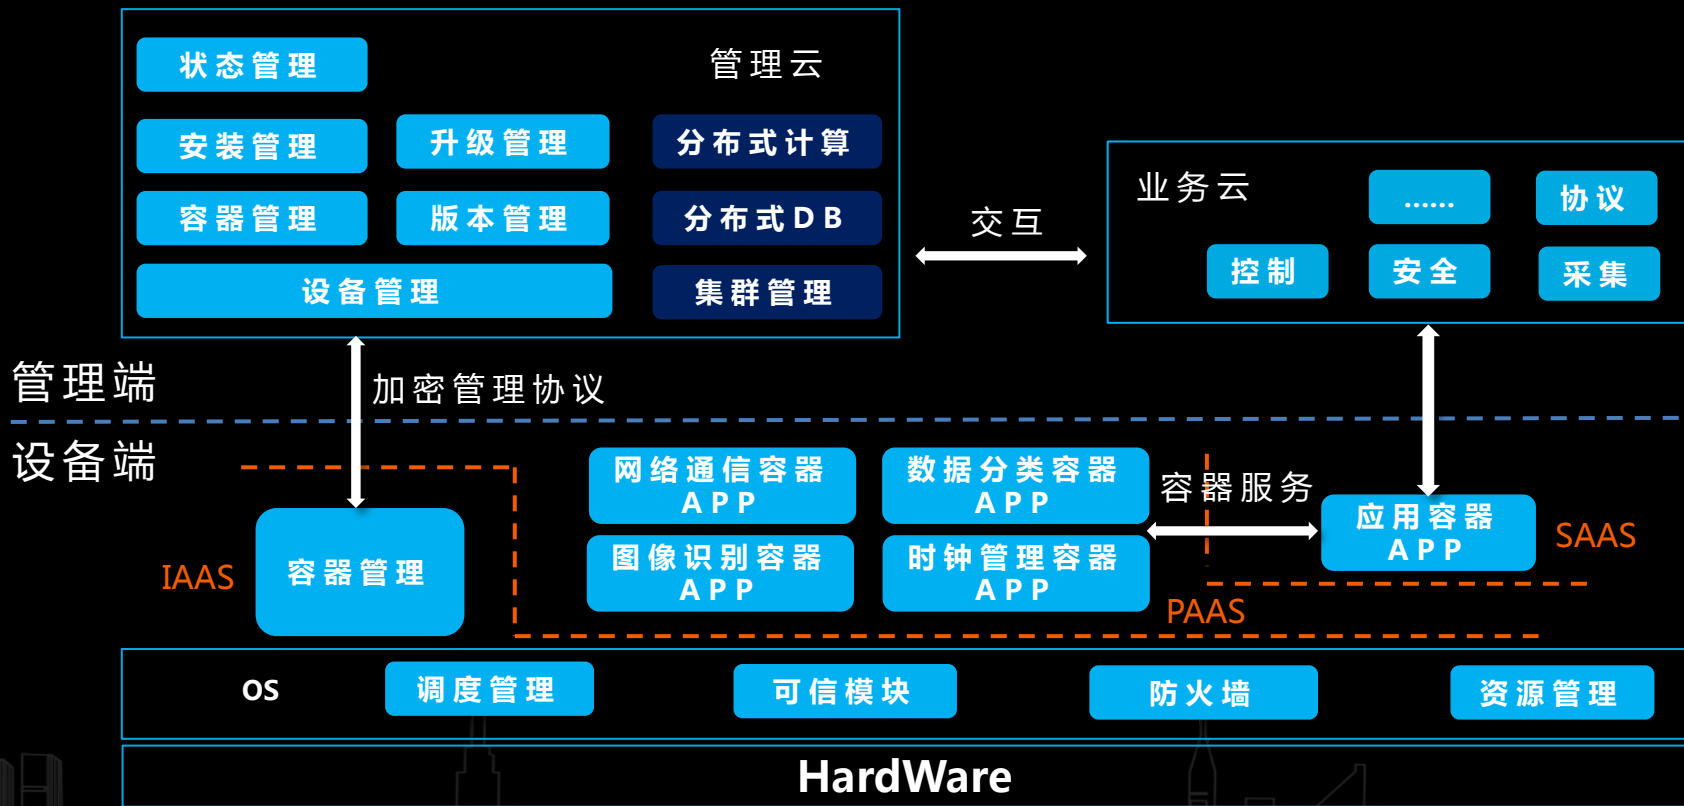 状态管理
管理云
安装管理
升级管理
分布式计算
容器管理
版本管理
分布式DB
设备管理
集群管理
交互
业务云
......
协议
控制
安全
采集
管理端
加密管理协议
设备端
网络通信容器
APP
数据分类容器
APP
容器服务
应用容器
APP
SAAS
IAAS
容器管理
图像识别容器
APP
时钟管理容器
APP
PAAS
OS
调度管理
可信模块
防火墙
资源管理
HardWare